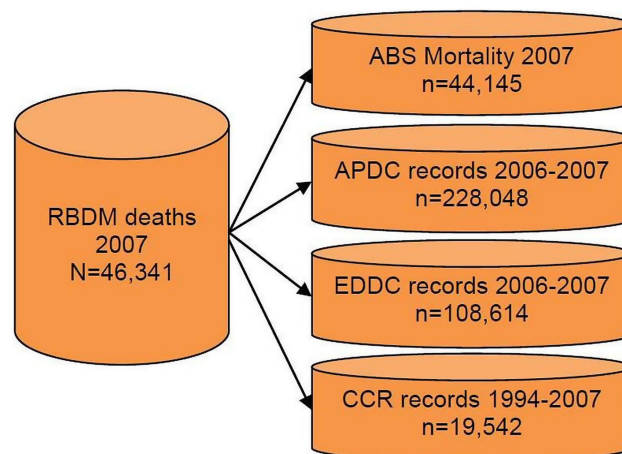 RBDM deaths
2007
N=46,341
ABS Mortality 2007
n=44,145
APDC records 2006-2007
n=228,048
EDDC records 2006-2007
n=108,614
CCR records 1994-2007
n=19,542